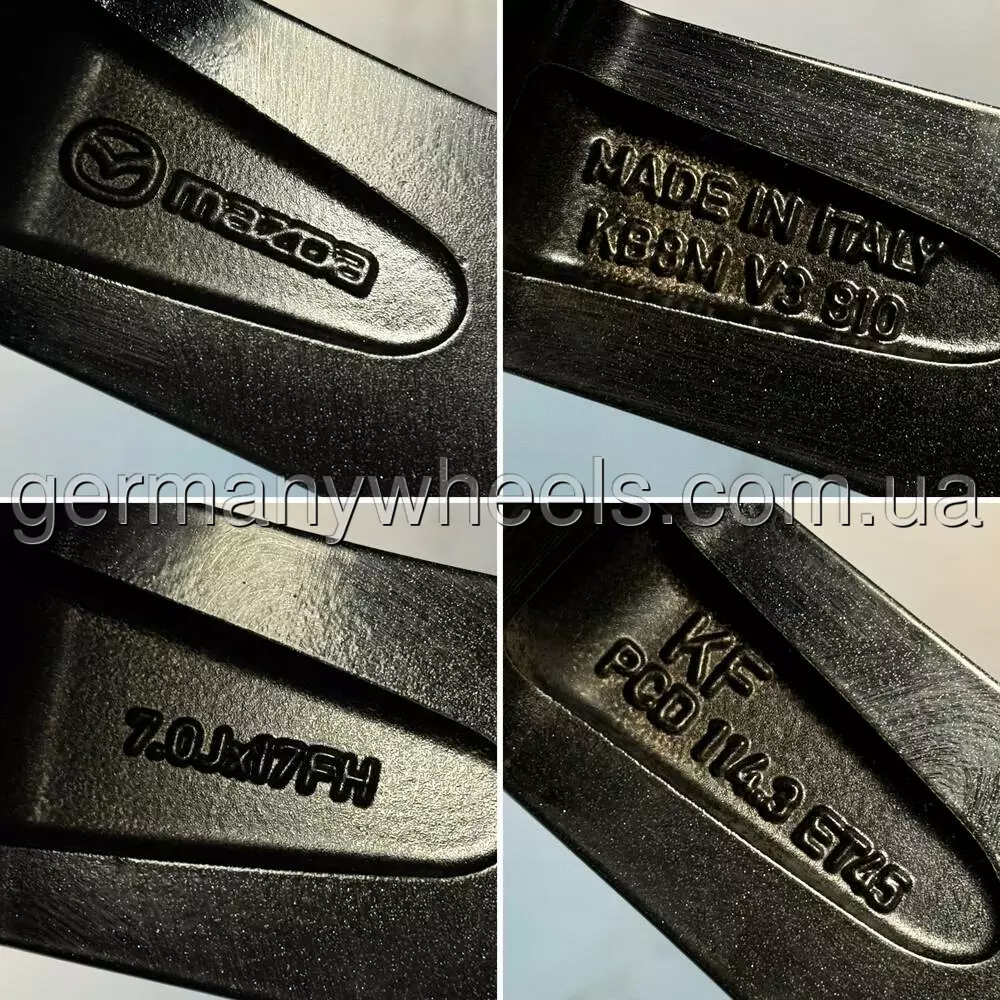 mazda
MADE IN ITALY
KB8M V3 810
germanywheels.com.ua
7.0Jx17FH
KF
PCD 114.3 ET45